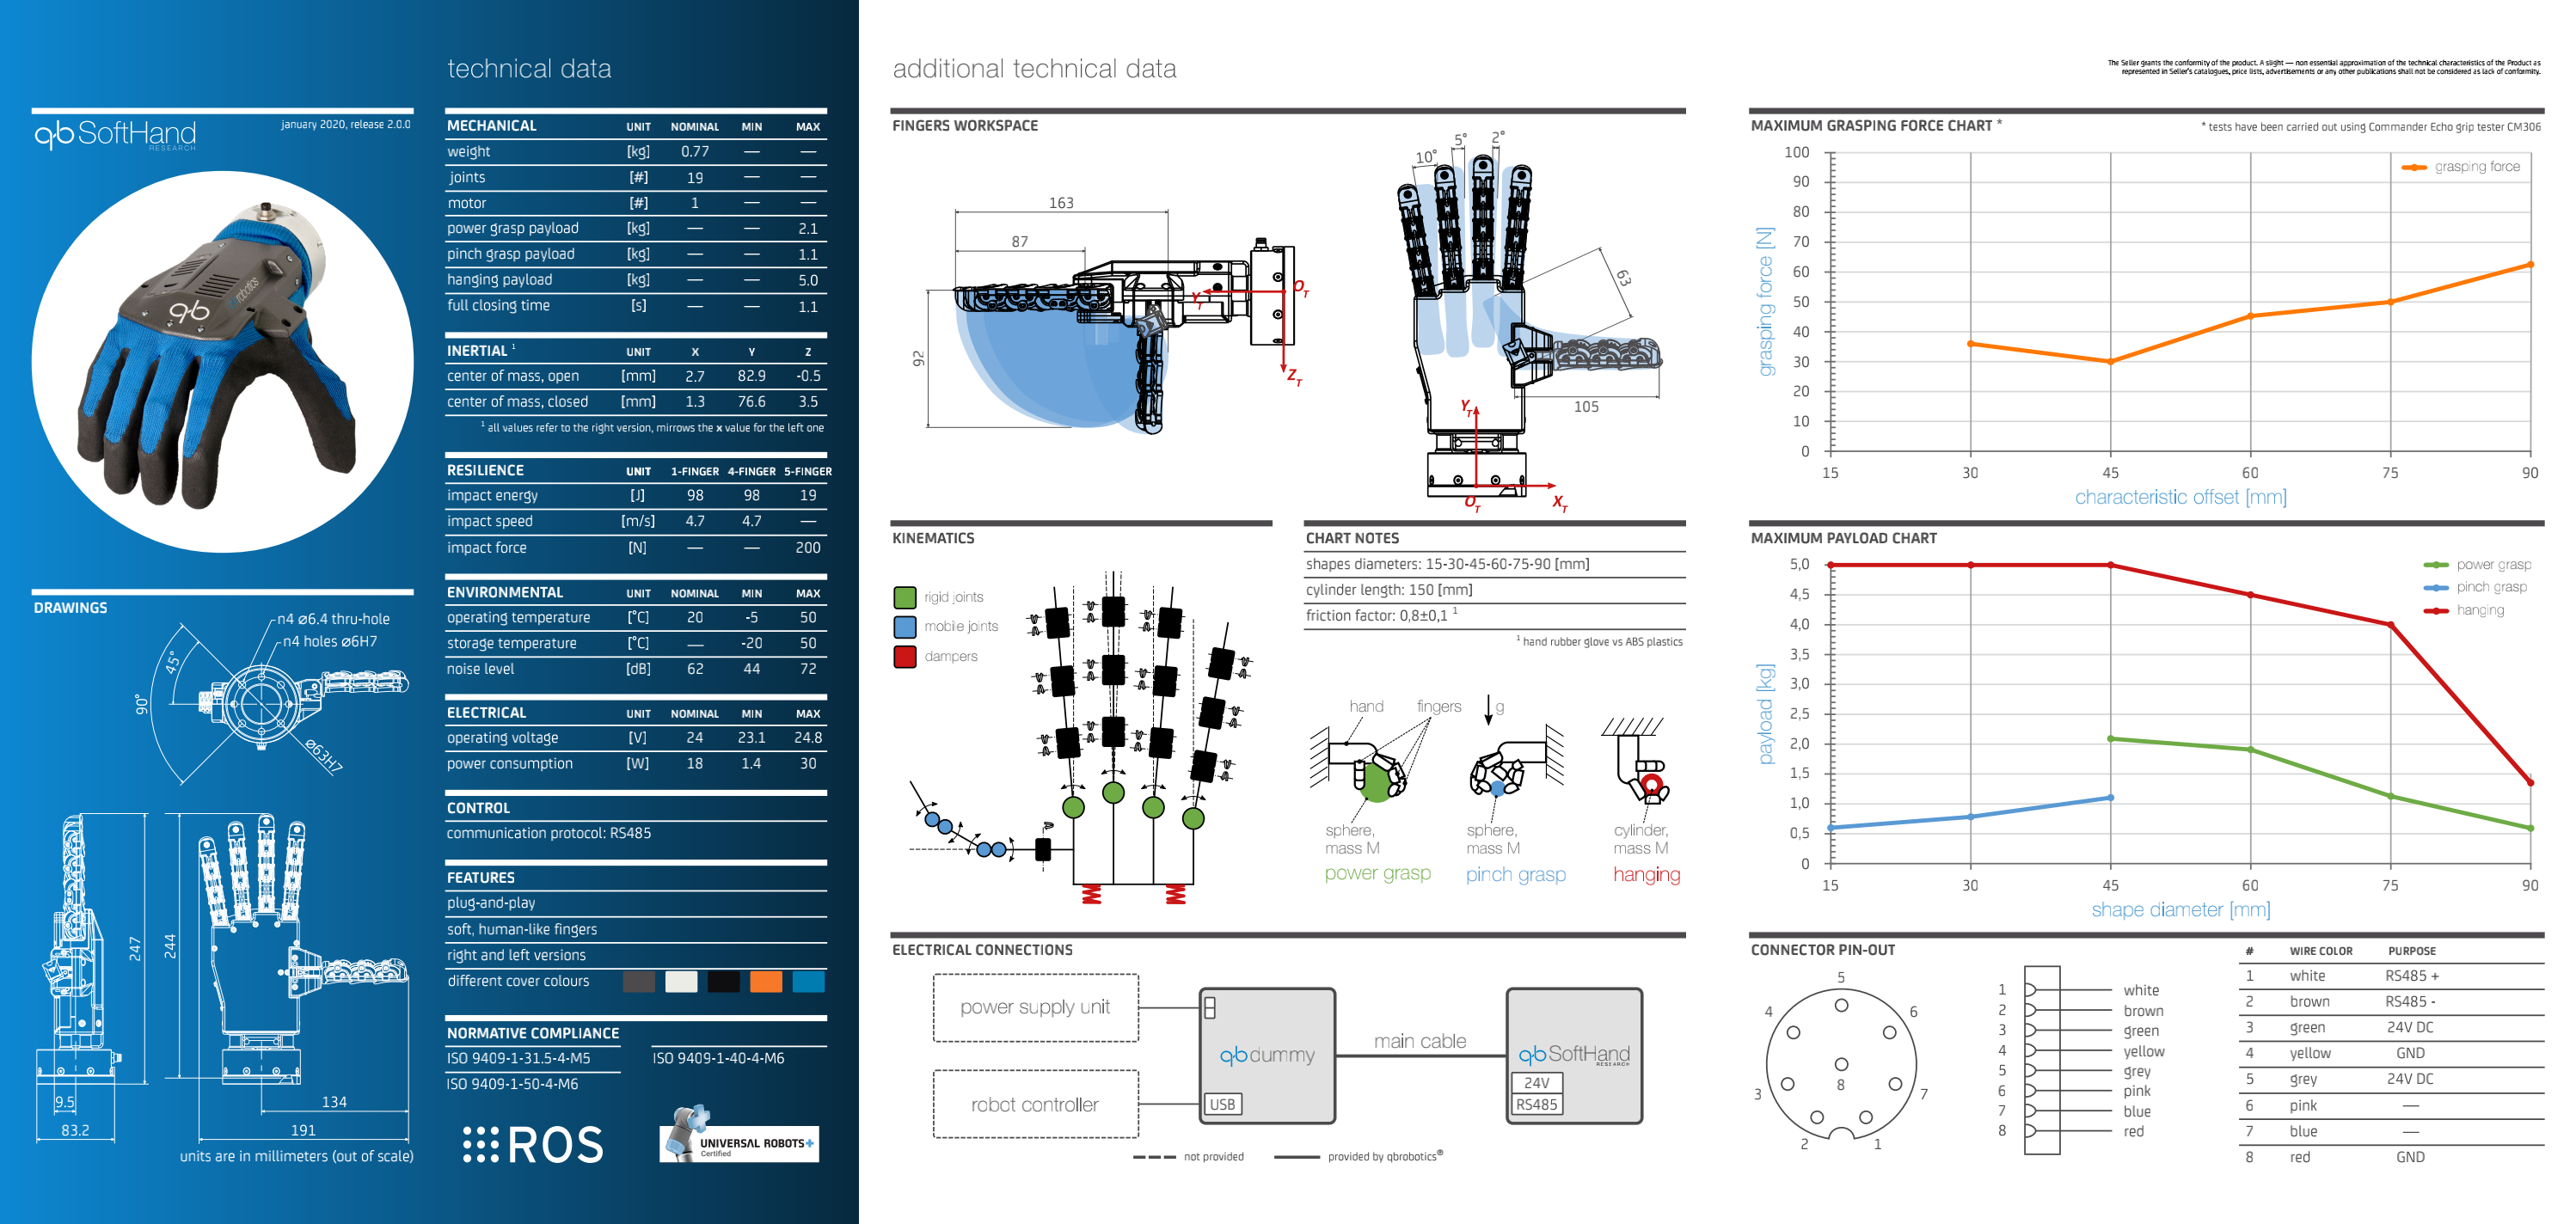 technical data
qb SoftHand
RESEARCH
january 2020, release 2.0.0
qb
qbrobotics
DRAWINGS
n4 ø6,4 thru-hole
n4 holes ø6H7
45°
90°
ø63H7
247
244
9.5
83.2
134
191
units are in millimeters (out of scale)
MECHANICAL UNIT NOMINAL MIN MAX
weight [kg] 0.77 — —
joints [#] 19 — —
motor [#] 1 — —
power grasp payload [kg] — — 2.1
pinch grasp payload [kg] — — 1.1
hanging payload [kg] — — 5.0
full closing time [s] — — 1.1
INERTIAL 1 UNIT X Y Z
center of mass, open [mm] 2.7 82.9 -0.5
center of mass, closed [mm] 1.3 76.6 3.5
1 all values refer to the right version, mirrows the x value for the left one
RESILIENCE UNIT 1-FINGER 4-FINGER 5-FINGER
impact energy [J] 98 98 19
impact speed [m/s] 4.7 4.7 —
impact force [N] — — 200
ENVIRONMENTAL UNIT NOMINAL MIN MAX
operating temperature [°C] 20 -5 50
storage temperature [°C] — -20 50
noise level [dB] 62 44 72
ELECTRICAL UNIT NOMINAL MIN MAX
operating voltage [V] 24 23.1 24.8
power consumption [W] 18 1.4 30
CONTROL
communication protocol: RS485
FEATURES
plug-and-play
soft, human-like fingers
right and left versions
different cover colours
NORMATIVE COMPLIANCE
ISO 9409-1-31.5-4-M5 ISO 9409-1-40-4-M6
ISO 9409-1-50-4-M6
ROS
UNIVERSAL ROBOTS+
Certified
additional technical data
The Seller grants the conformity of the product. A slight — non essential approximation of the technical characteristics of the Product as
represented in Seller's catalogues, price lists, advertisements or any other publications shall not be considered as lack of conformity.
FINGERS WORKSPACE
163
87
92
YT
OT
ZT
10°
5°
2°
63
105
YT
OT
XT
KINEMATICS
rigid joints
mobile joints
dampers
CHART NOTES
shapes diameters: 15-30-45-60-75-90 [mm]
cylinder length: 150 [mm]
friction factor: 0,8±0,1 1
1 hand rubber glove vs ABS plastics
hand fingers g
sphere, mass M
power grasp
sphere, mass M
pinch grasp
cylinder, mass M
hanging
ELECTRICAL CONNECTIONS
power supply unit
robot controller
qb dummy
USB
main cable
qb SoftHand
RESEARCH
24V
RS485
not provided
provided by qbrobotics®
MAXIMUM GRASPING FORCE CHART *
* tests have been carried out using Commander Echo grip tester CM306
grasping force
grasping force [N]
100
90
80
70
60
50
40
30
20
10
0
15 30 45 60 75 90
characteristic offset [mm]
MAXIMUM PAYLOAD CHART
power grasp
pinch grasp
hanging
payload [kg]
5,0
4,5
4,0
3,5
3,0
2,5
2,0
1,5
1,0
0,5
0
15 30 45 60 75 90
shape diameter [mm]
CONNECTOR PIN-OUT
5
4
6
3
8
7
2
1
1 white
2 brown
3 green
4 yellow
5 grey
6 pink
7 blue
8 red
# WIRE COLOR PURPOSE
1 white RS485 +
2 brown RS485 -
3 green 24V DC
4 yellow GND
5 grey 24V DC
6 pink —
7 blue —
8 red GND